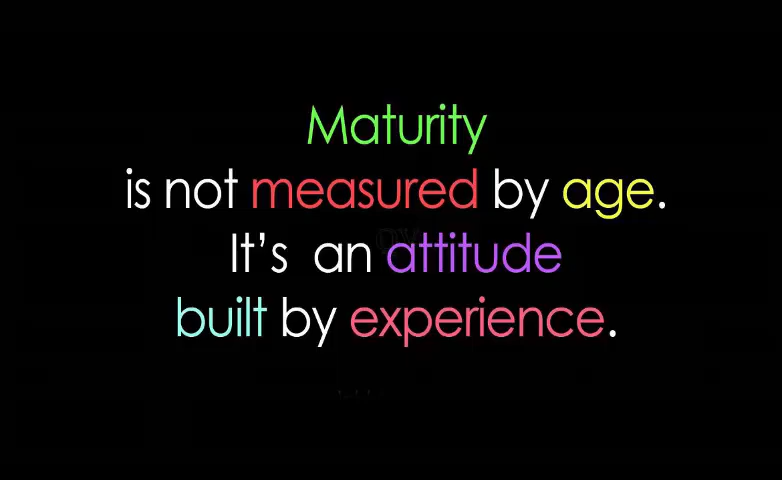 Maturity
is not measured by age.
It’s an attitude
built by experience.